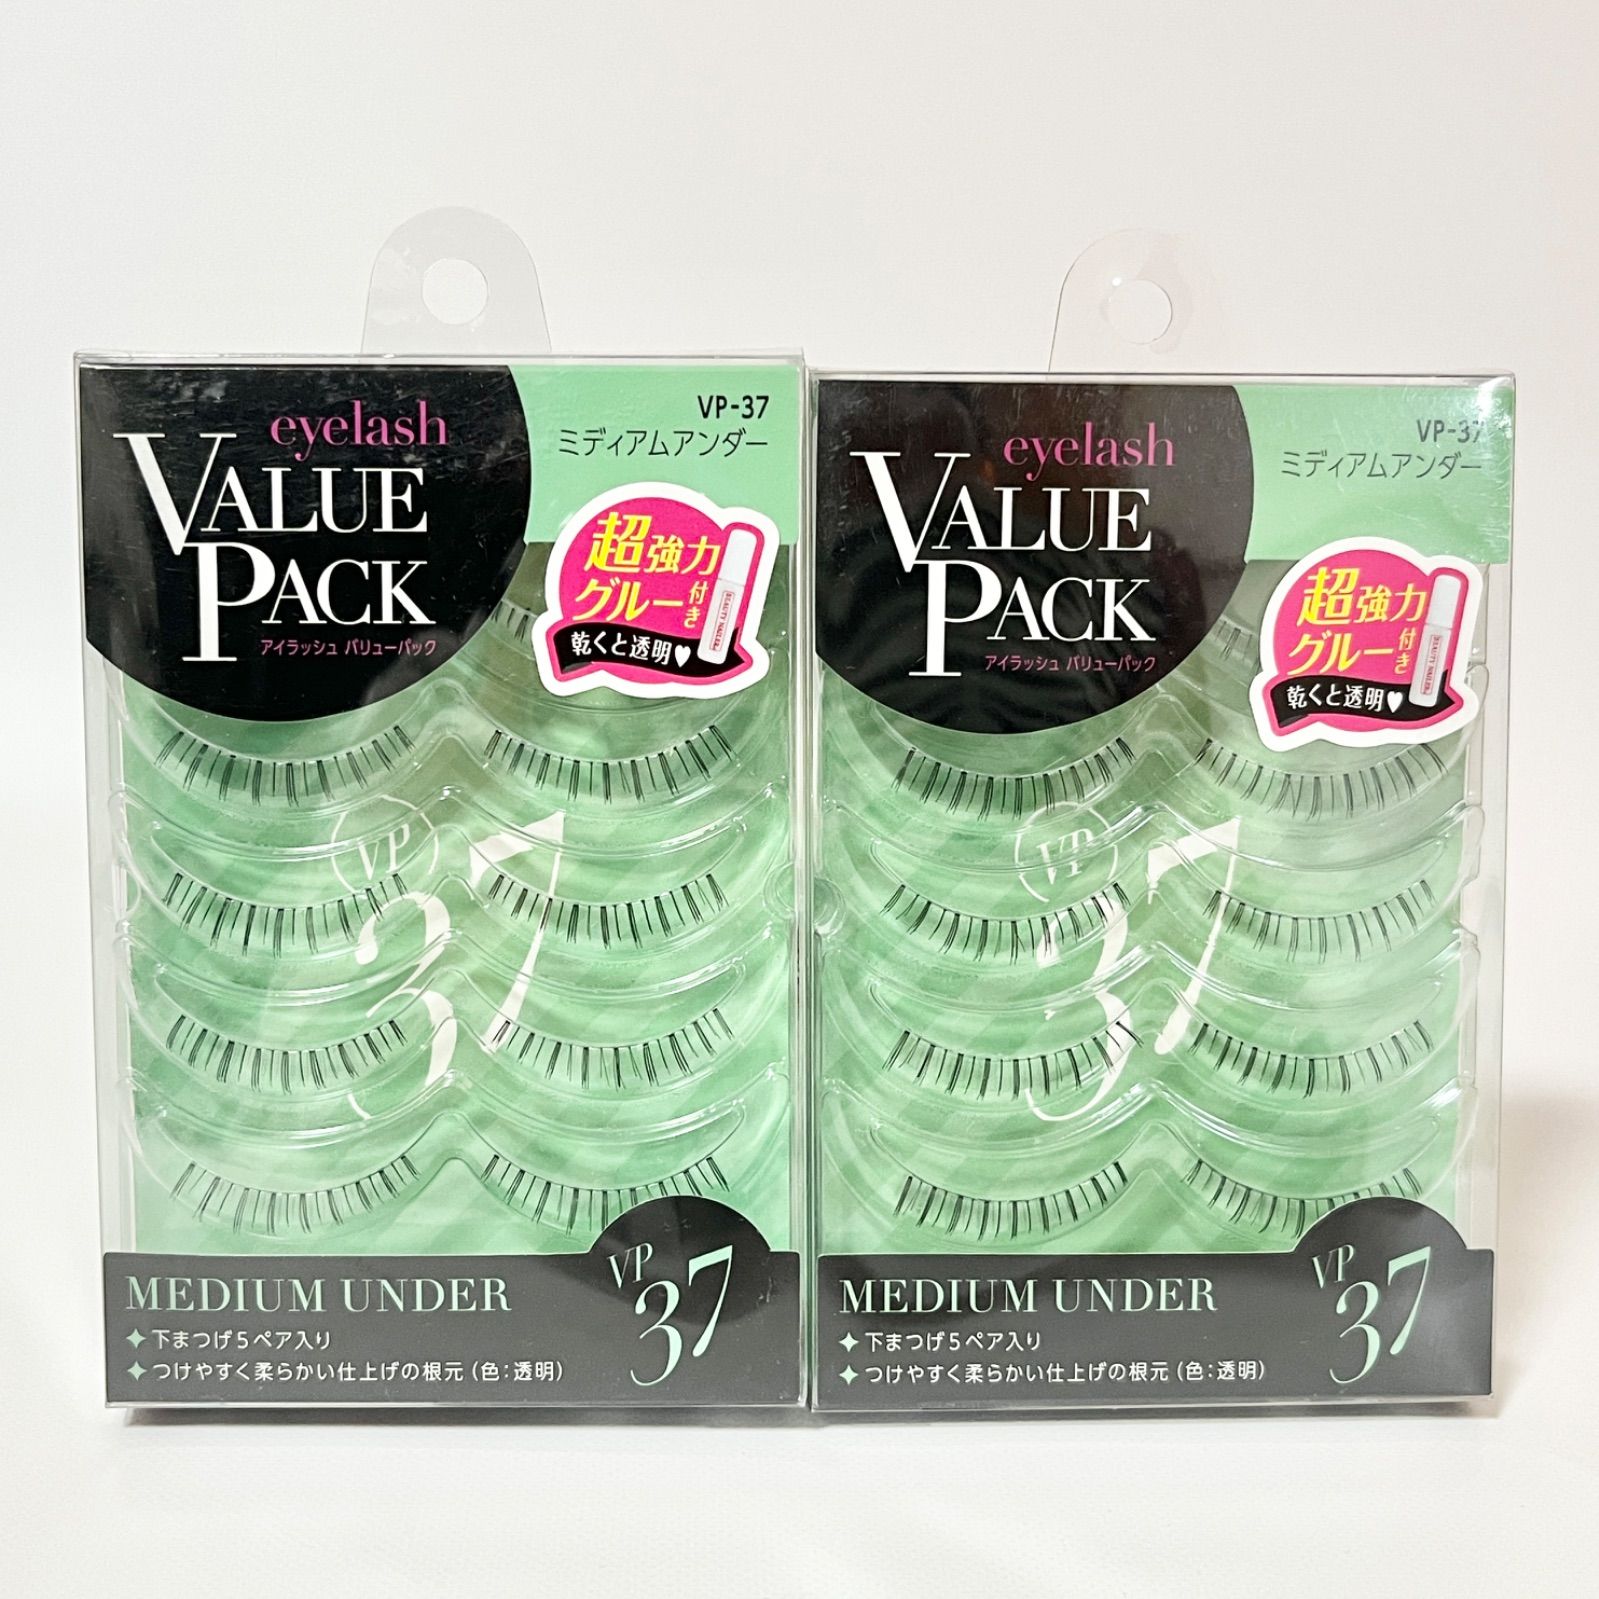 eyelash
VALUE
PACK
アイラッシュ バリューパック
VP-37
ミディアムアンダー
超強力
グルー付き
乾くと透明♥
BEAUTY NAILER
VP
37
MEDIUM UNDER
✦下まつげ5ペア入り
✦つけやすく柔らかい仕上げの根元（色：透明）
VP
37
eyelash
VALUE
PACK
アイラッシュ バリューパック
VP-37
ミディアムアンダー
超強力
グルー付き
乾くと透明♥
BEAUTY NAILER
VP
37
MEDIUM UNDER
✦下まつげ5ペア入り
✦つけやすく柔らかい仕上げの根元（色：透明）
VP
37